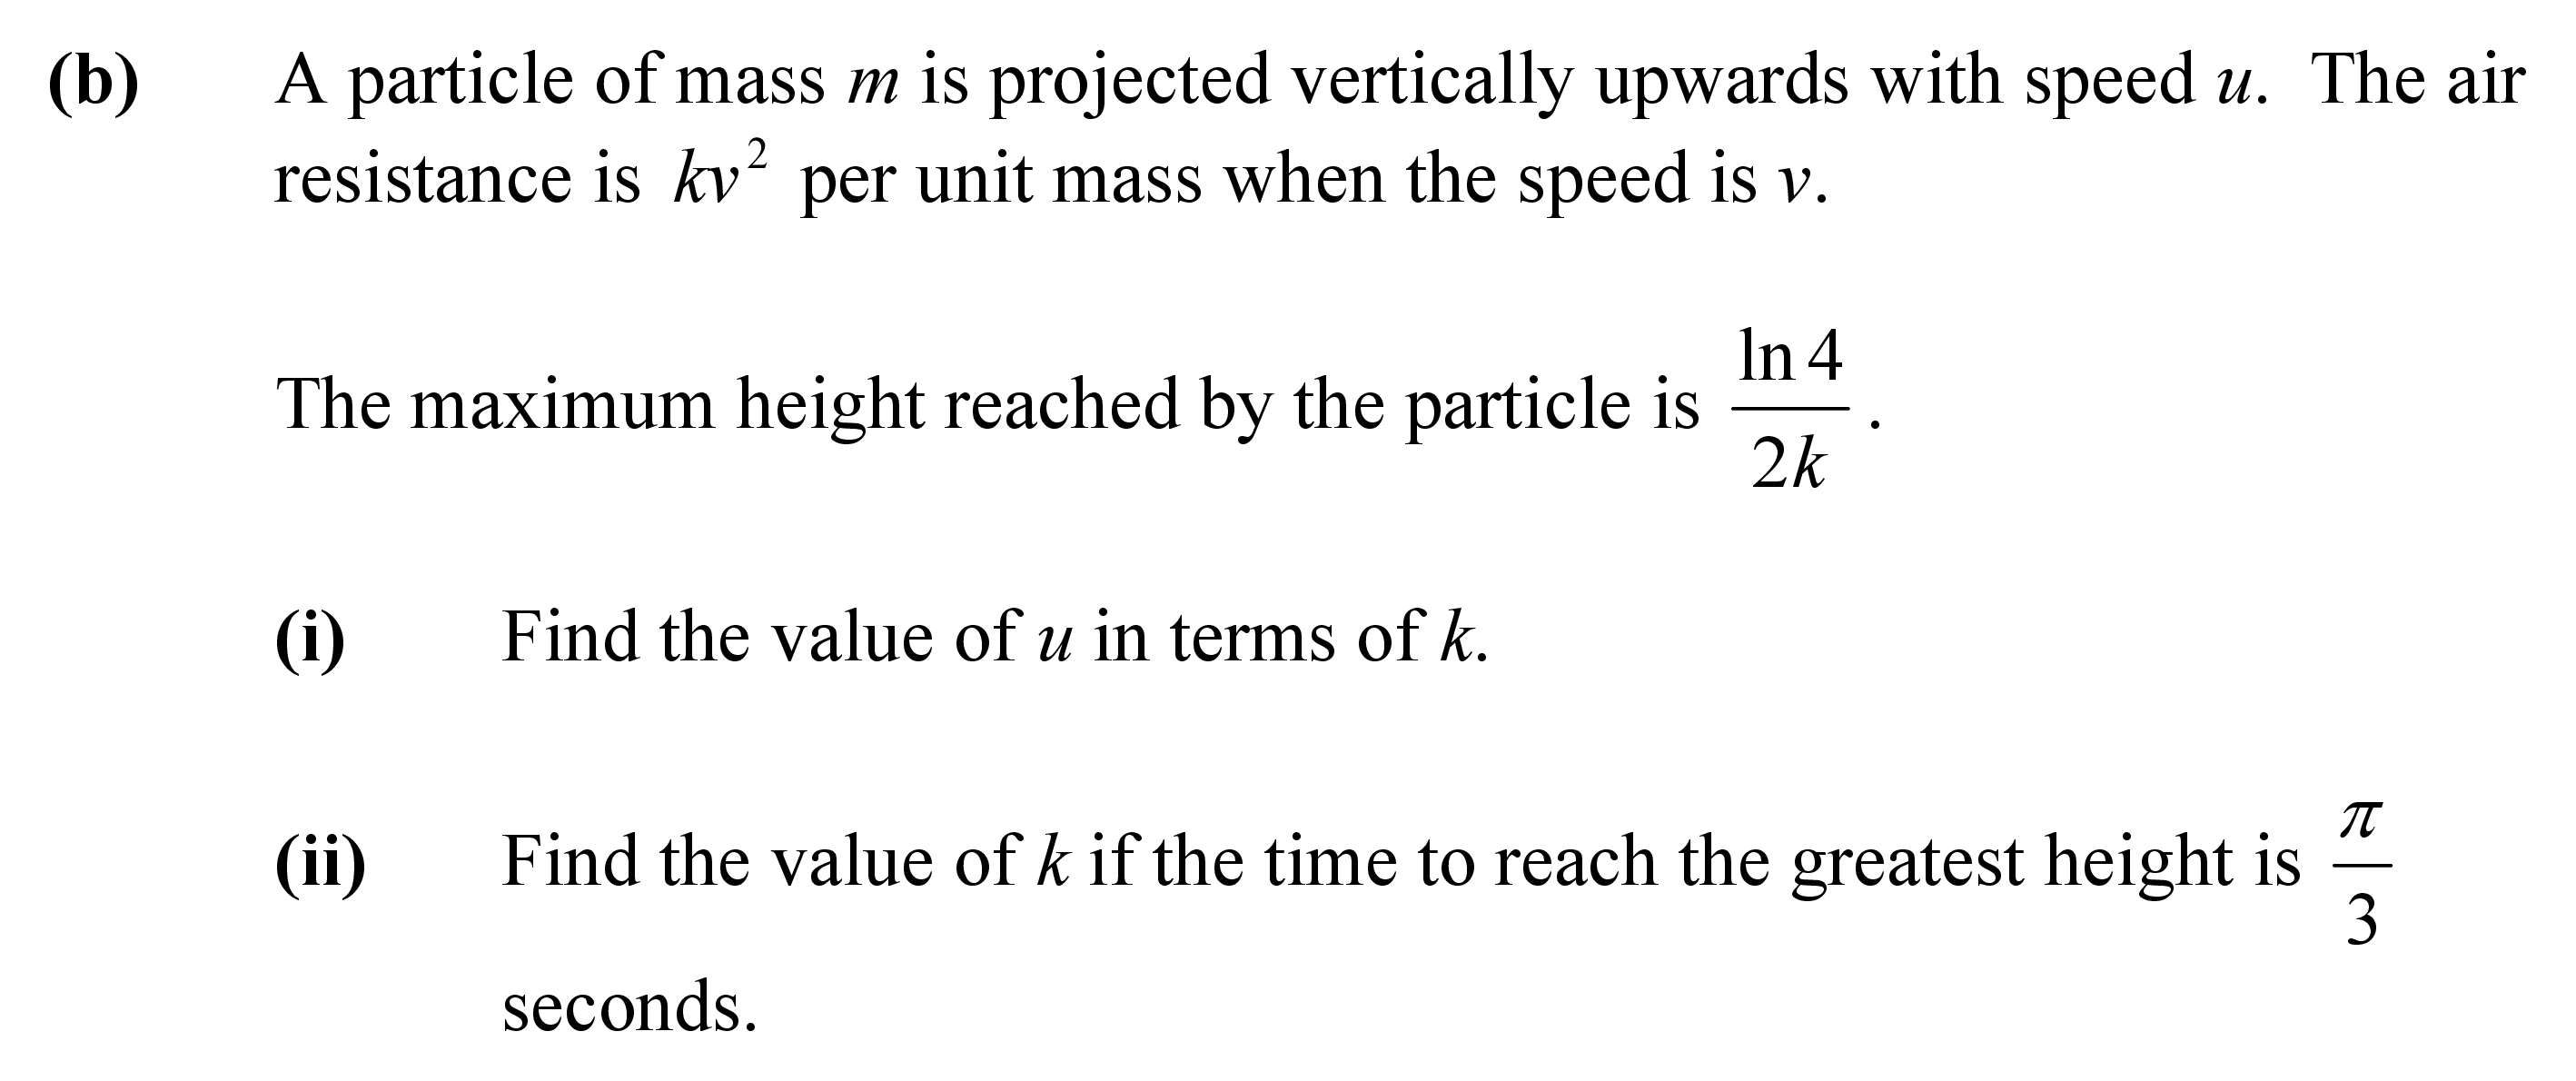 (b) A particle of mass m is projected vertically upwards with speed u. The air
resistance is kv² per unit mass when the speed is v.
The maximum height reached by the particle is \frac{\ln 4}{2k}.
(i) Find the value of u in terms of k.
(ii) Find the value of k if the time to reach the greatest height is \frac{\pi}{3}
seconds.